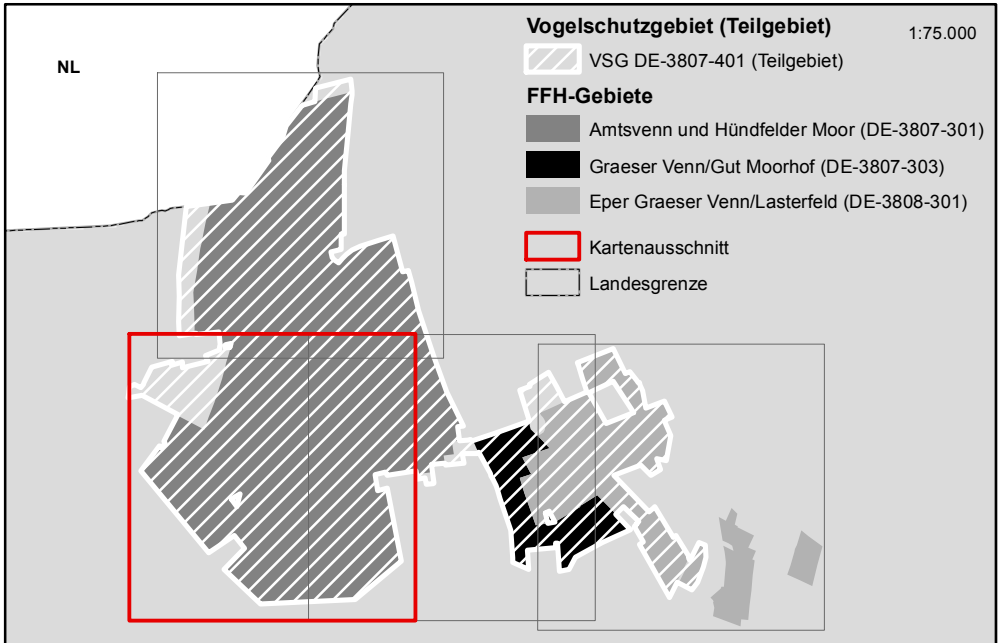 Vogelschutzgebiet (Teilgebiet)
1:75.000
NL
VSG DE-3807-401 (Teilgebiet)
FFH-Gebiete
Amtsvenn und Hündfelder Moor (DE-3807-301)
Graeser Venn/Gut Moorhof (DE-3807-303)
Eper Graeser Venn/Lasterfeld (DE-3808-301)
Kartenausschnitt
Landesgrenze